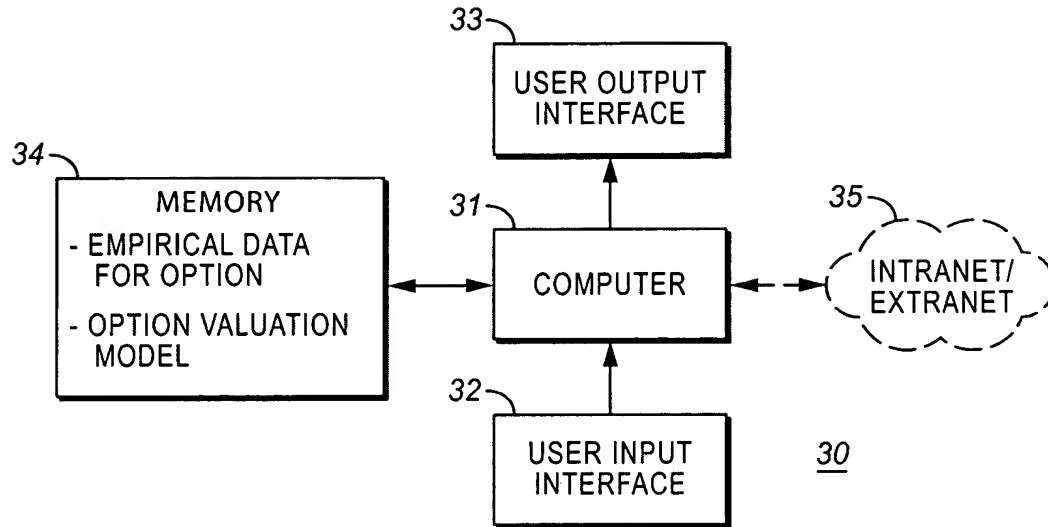 33
USER OUTPUT
INTERFACE
34
MEMORY
- EMPIRICAL DATA
FOR OPTION
- OPTION VALUATION
MODEL
31
COMPUTER
35
INTRANET/
EXTRANET
32
USER INPUT
INTERFACE
30